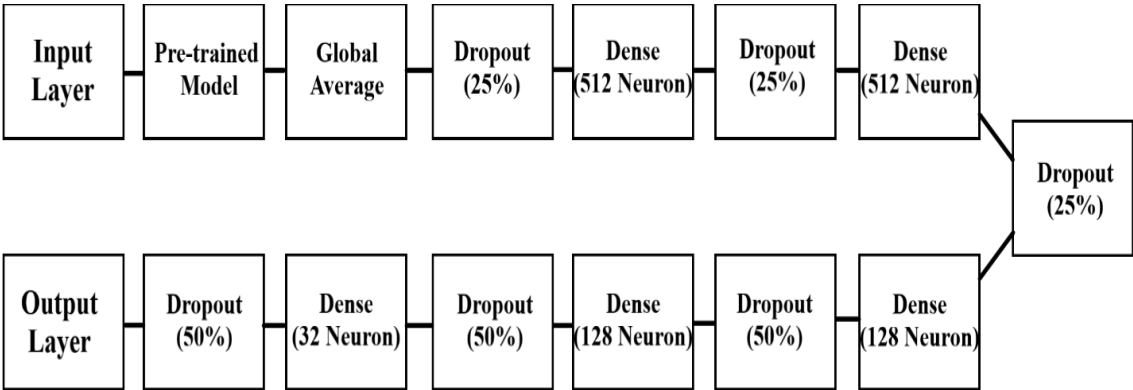 Input
Layer
Pre-trained
Model
Global
Average
Dropout
(25%)
Dense
(512 Neuron)
Dropout
(25%)
Dense
(512 Neuron)
Dropout
(25%)
Output
Layer
Dropout
(50%)
Dense
(32 Neuron)
Dropout
(50%)
Dense
(128 Neuron)
Dropout
(50%)
Dense
(128 Neuron)